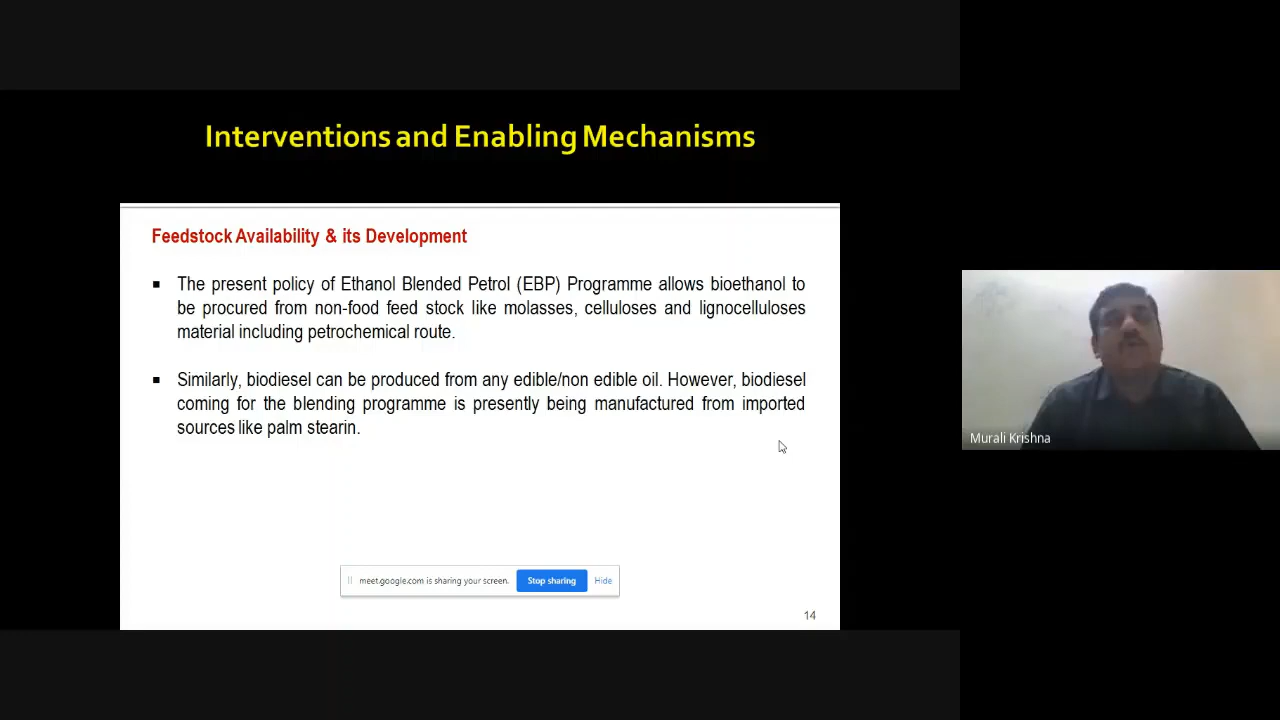 Interventions and Enabling Mechanisms
Feedstock Availability & its Development
▪ The present policy of Ethanol Blended Petrol (EBP) Programme allows bioethanol to
be procured from non-food feed stock like molasses, celluloses and lignocelluloses
material including petrochemical route.
▪ Similarly, biodiesel can be produced from any edible/non edible oil. However, biodiesel
coming for the blending programme is presently being manufactured from imported
sources like palm stearin.
Murali Krishna
meet.google.com is sharing your screen. Stop sharing Hide
14